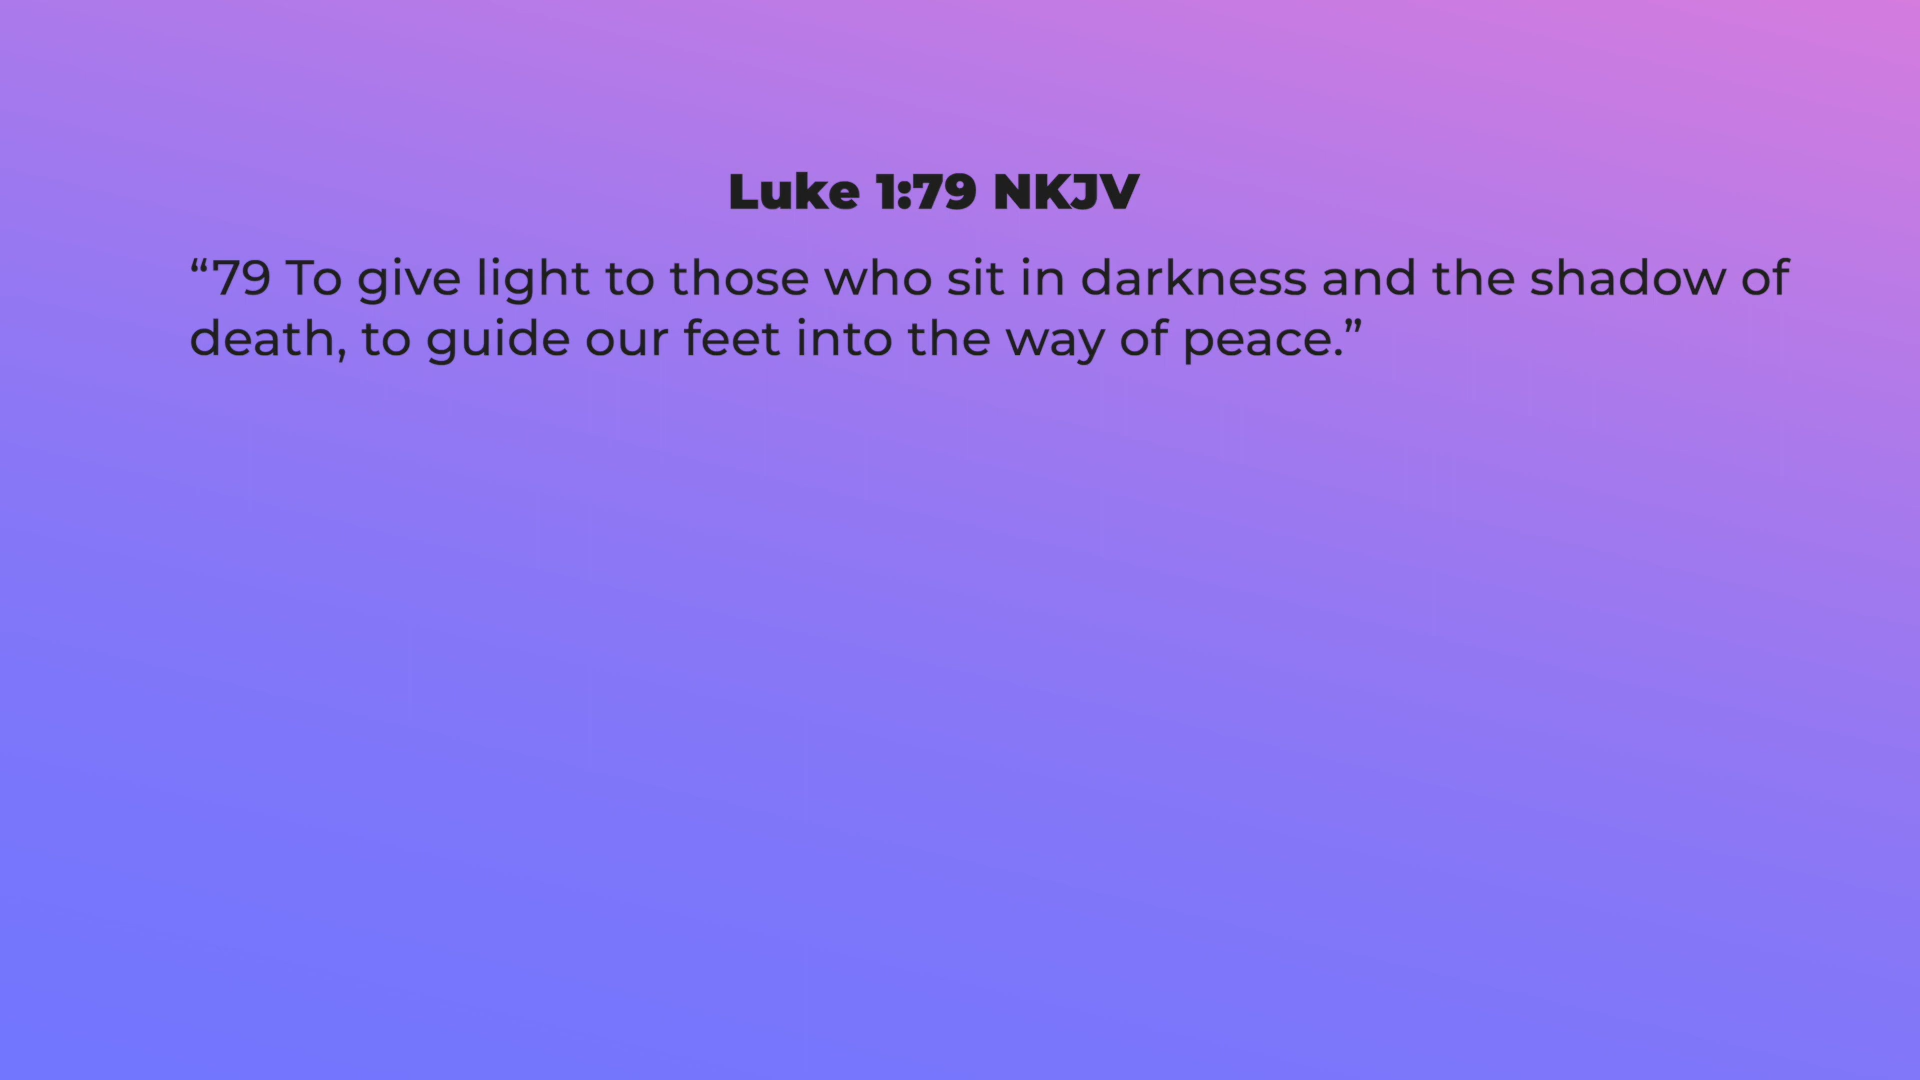 Luke 1:79 NKJV
“79 To give light to those who sit in darkness and the shadow of
death, to guide our feet into the way of peace.”